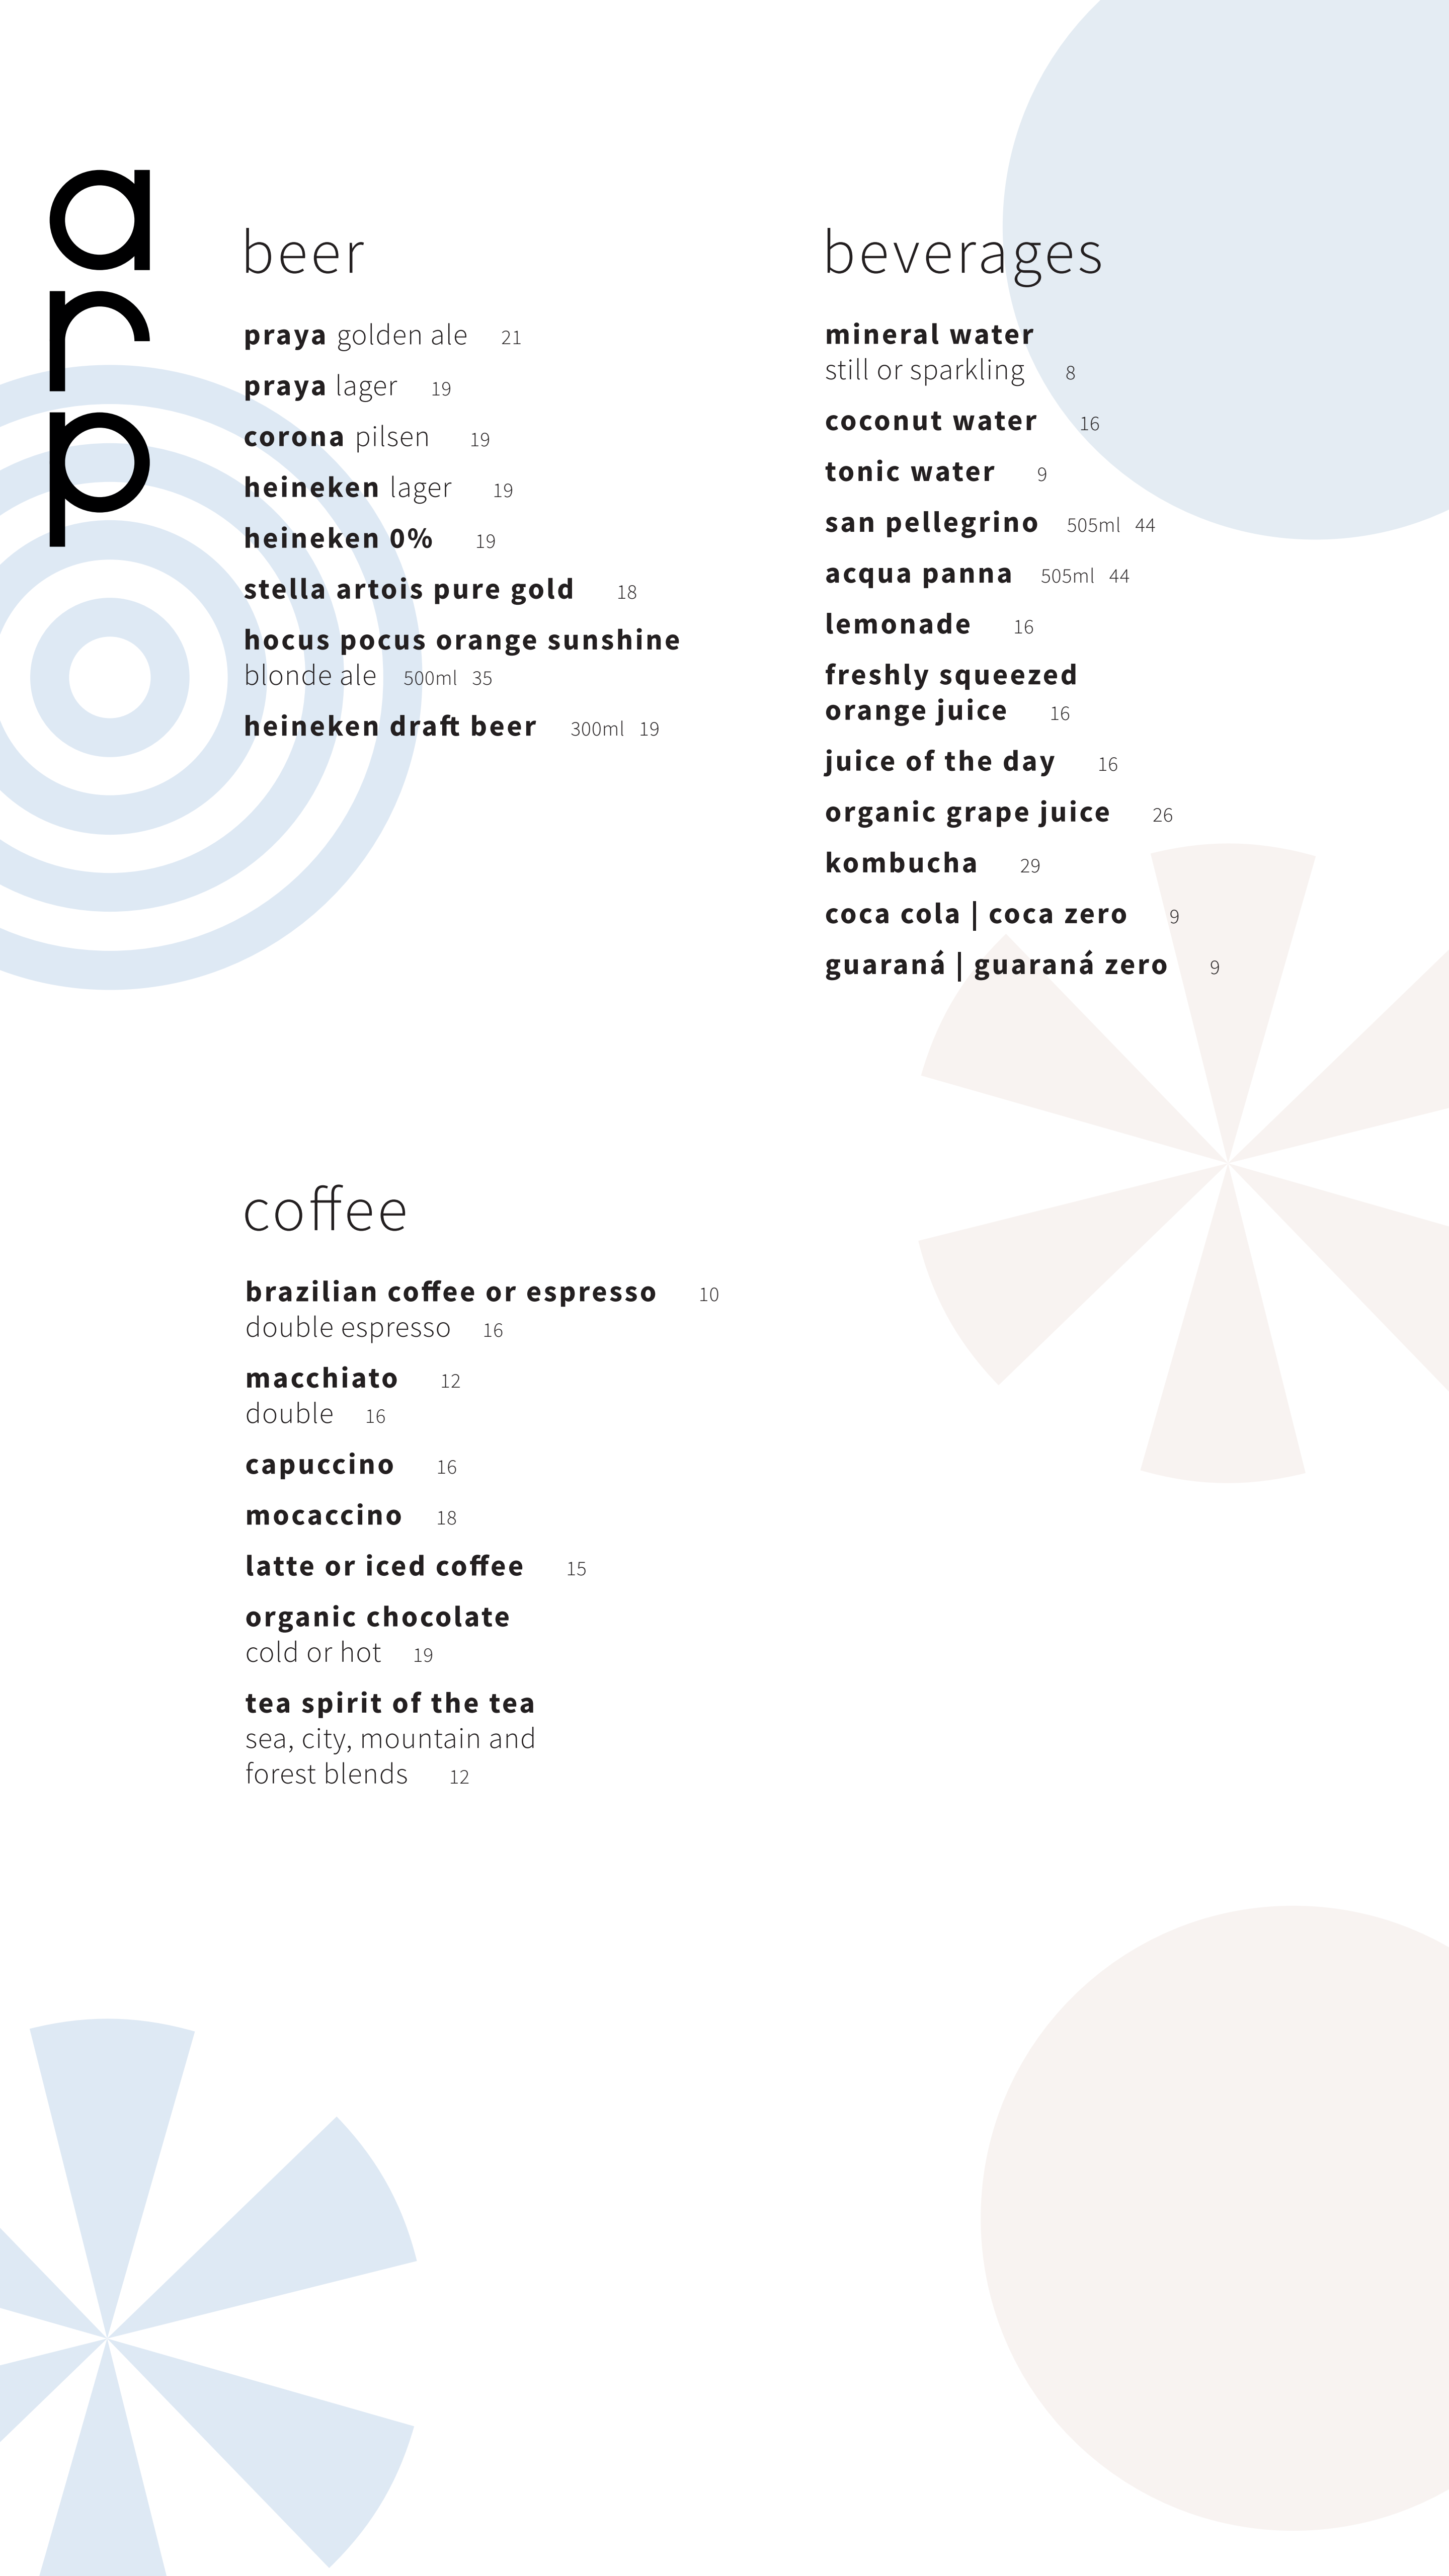 arp
beer
praya golden ale 21
praya lager 19
corona pilsen 19
heineken lager 19
heineken 0% 19
stella artois pure gold 18
hocus pocus orange sunshine
blonde ale 500ml 35
heineken draft beer 300ml 19
beverages
mineral water
still or sparkling 8
coconut water 16
tonic water 9
san pellegrino 505ml 44
acqua panna 505ml 44
lemonade 16
freshly squeezed
orange juice 16
juice of the day 16
organic grape juice 26
kombucha 29
coca cola | coca zero 9
guaraná | guaraná zero 9
coffee
brazilian coffee or espresso 10
double espresso 16
macchiato 12
double 16
capuccino 16
mocaccino 18
latte or iced coffee 15
organic chocolate
cold or hot 19
tea spirit of the tea
sea, city, mountain and
forest blends 12